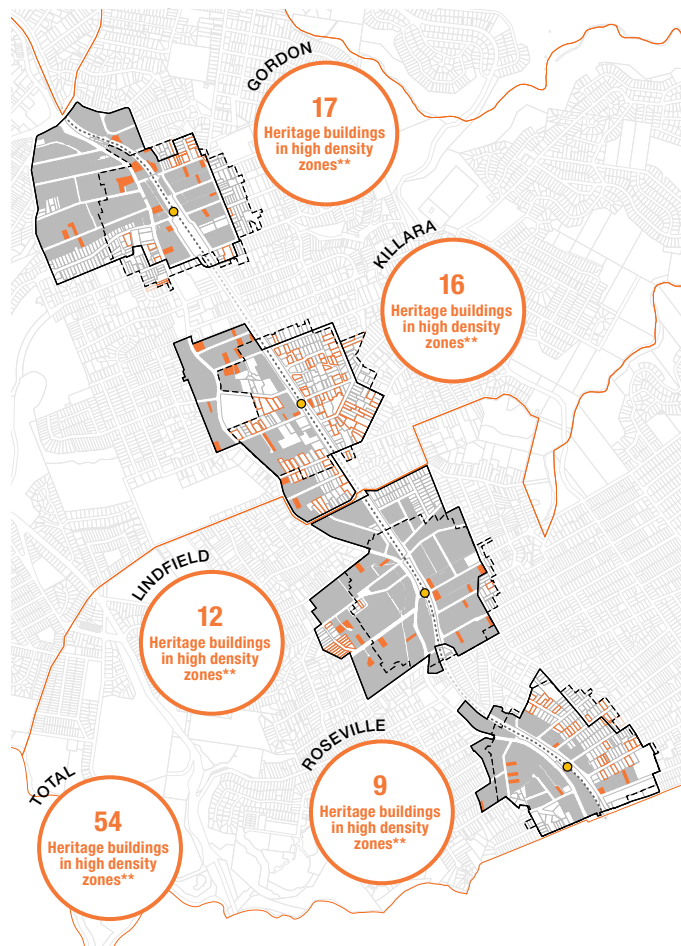 GORDON
17
Heritage buildings
in high density
zones**
KILLARA
16
Heritage buildings
in high density
zones**
LINDFIELD
12
Heritage buildings
in high density
zones**
ROSEVILLE
9
Heritage buildings
in high density
zones**
TOTAL
54
Heritage buildings
in high density
zones**